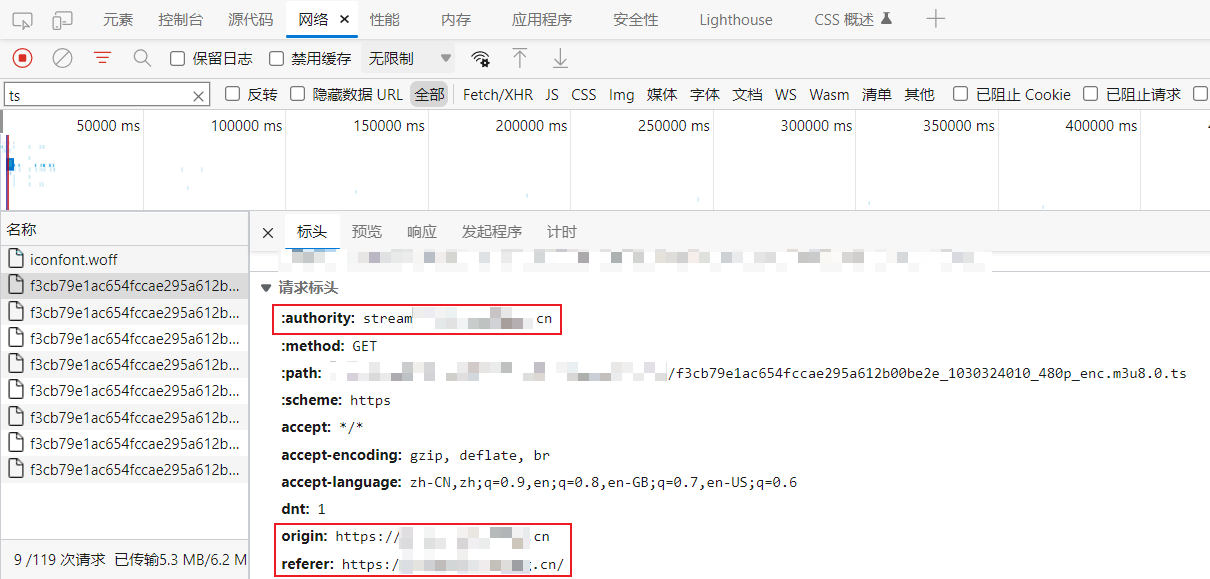 元素 控制台 源代码 网络 × 性能 内存 应用程序 安全性 Lighthouse CSS 概述
保留日志 禁用缓存 无限制
ts 反转 隐藏数据 URL 全部 Fetch/XHR JS CSS Img 媒体 字体 文档 WS Wasm 清单 其他 已阻止 Cookie 已阻止请求
50000 ms 100000 ms 150000 ms 200000 ms 250000 ms 300000 ms 350000 ms 400000 ms
名称
× 标头 预览 响应 发起程序 计时
iconfont.woff
f3cb79e1ac654fccae295a612b...
f3cb79e1ac654fccae295a612b...
f3cb79e1ac654fccae295a612b...
f3cb79e1ac654fccae295a612b...
f3cb79e1ac654fccae295a612b...
f3cb79e1ac654fccae295a612b...
f3cb79e1ac654fccae295a612b...
f3cb79e1ac654fccae295a612b...
9 /119 次请求 已传输5.3 MB/6.2 M
请求标头
:authority: stream cn
:method: GET
:path: /f3cb79e1ac654fccae295a612b00be2e_1030324010_480p_enc.m3u8.0.ts
:scheme: https
accept: */*
accept-encoding: gzip, deflate, br
accept-language: zh-CN,zh;q=0.9,en;q=0.8,en-GB;q=0.7,en-US;q=0.6
dnt: 1
origin: https:// cn
referer: https:/ .cn/